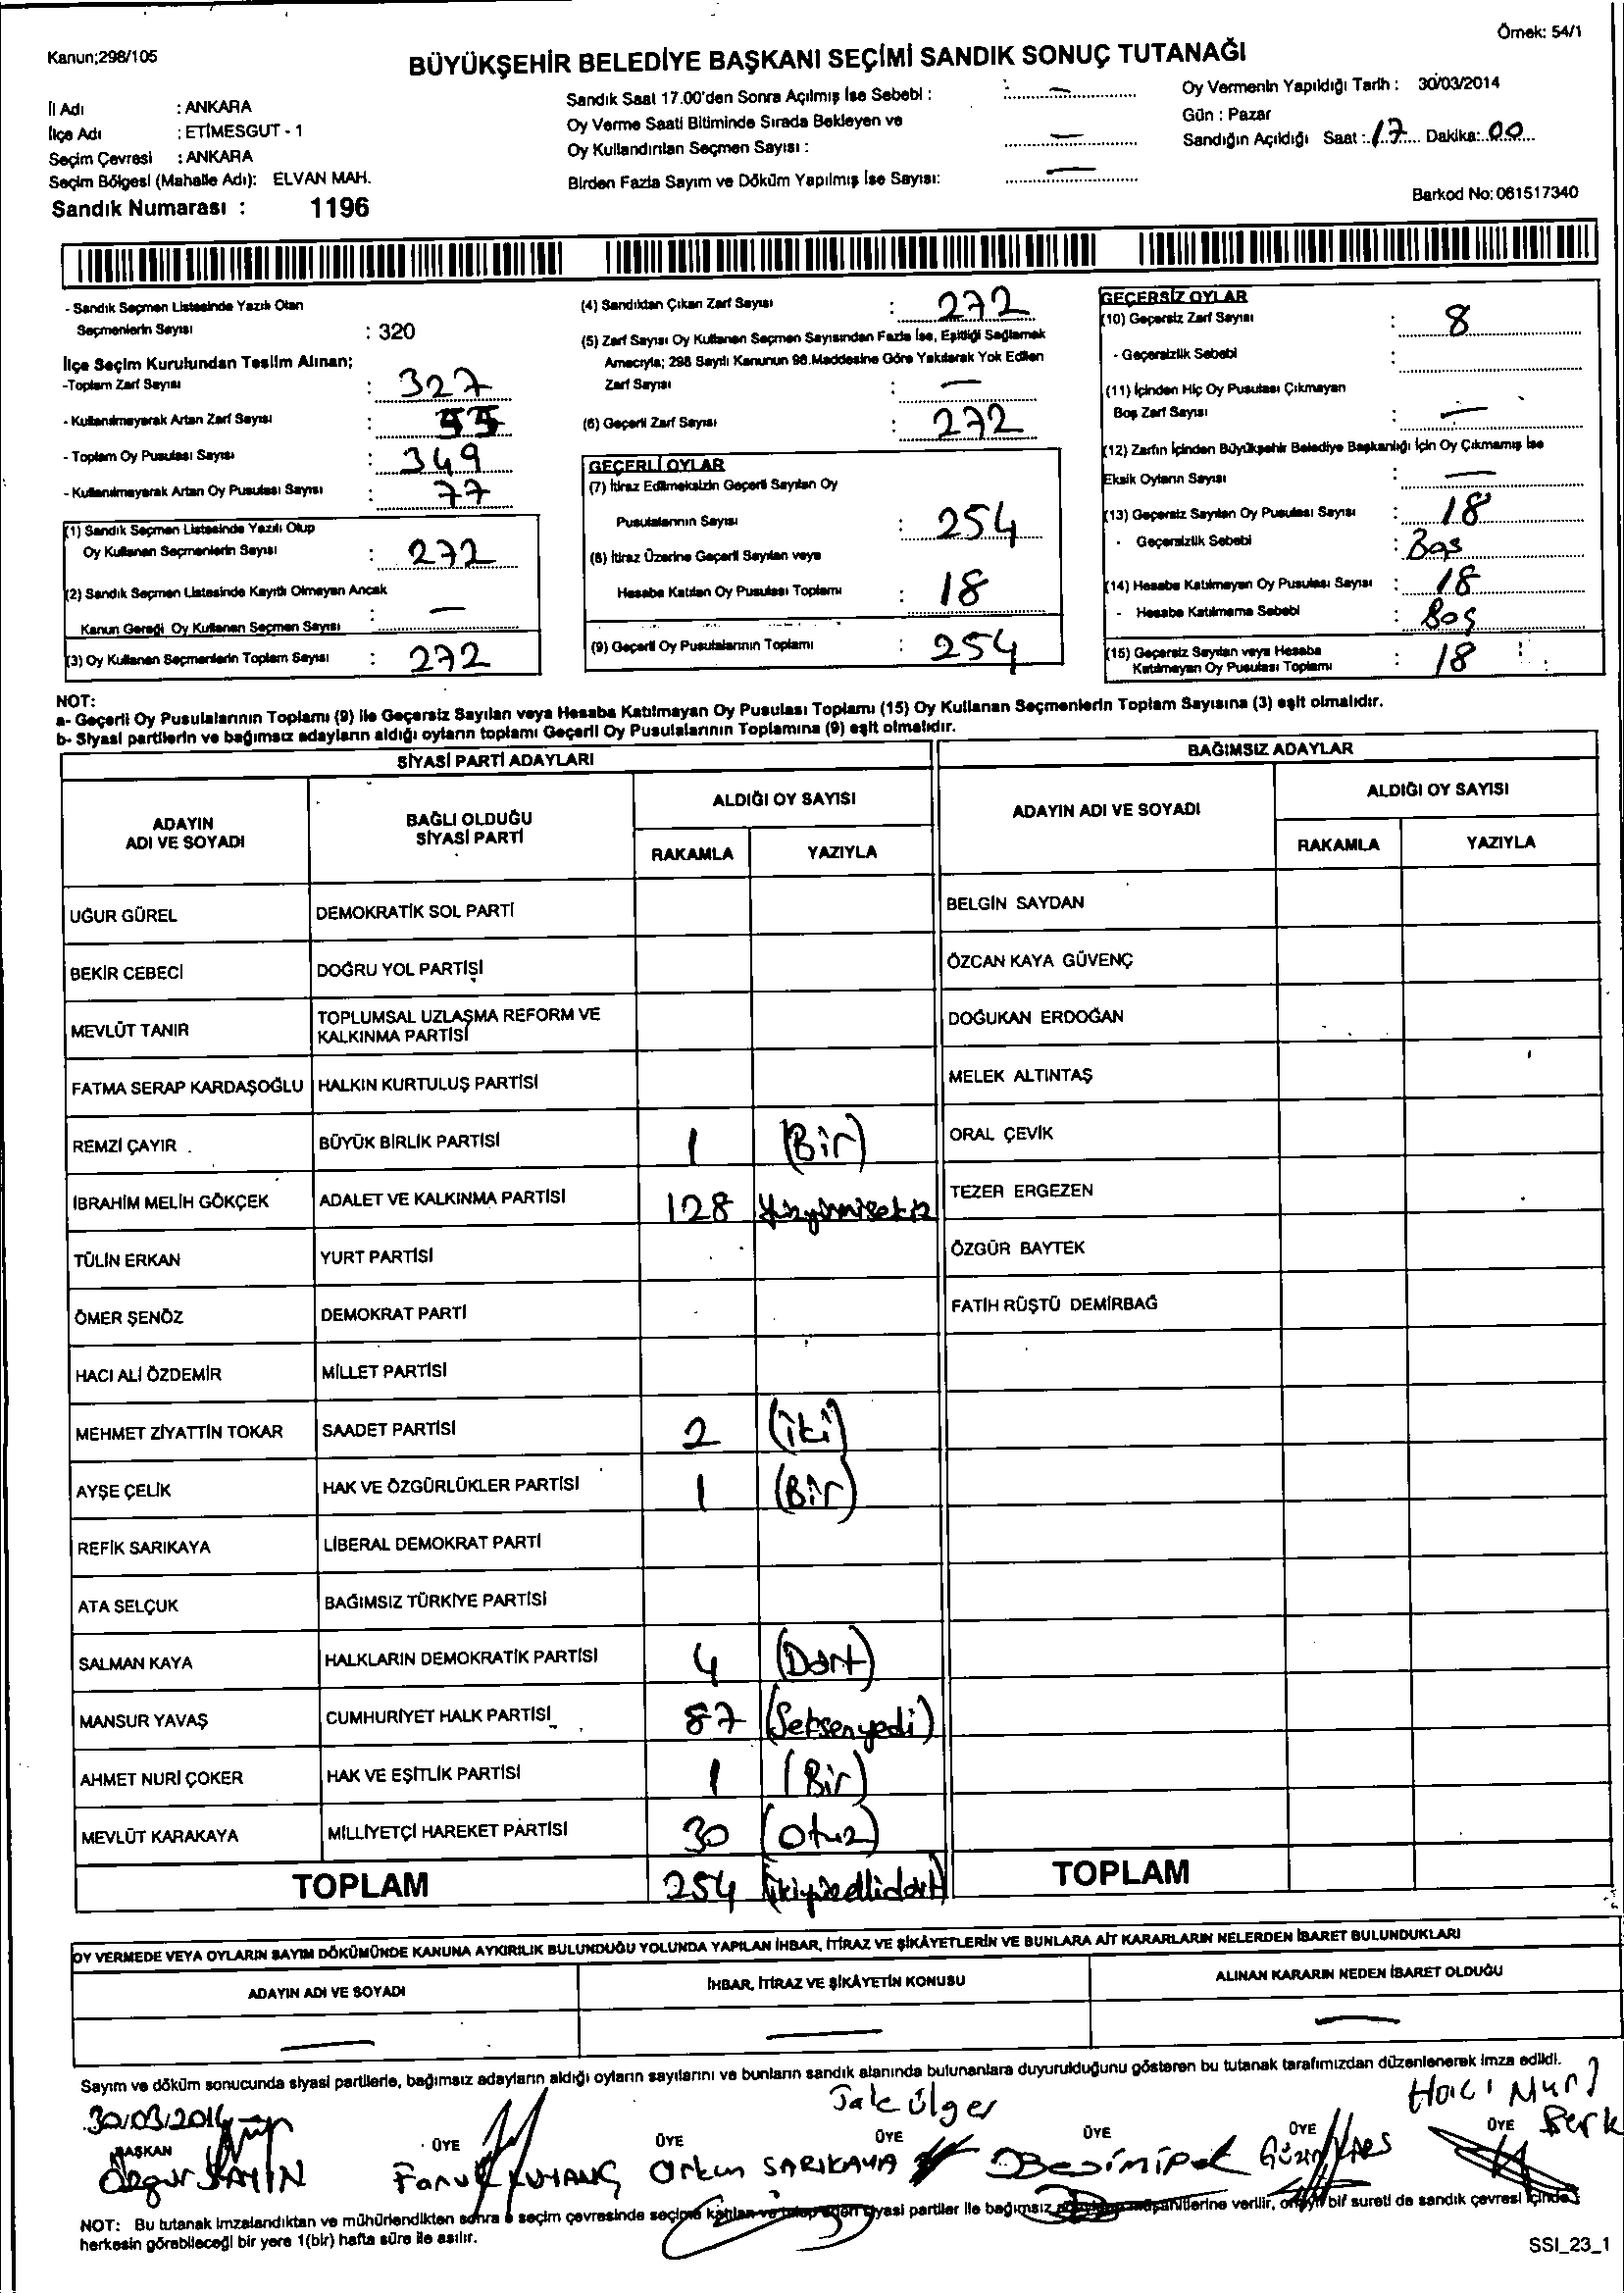 Örnek: 54/1
Kanun;298/105
BÜYÜKŞEHİR BELEDİYE BAŞKANI SEÇİMİ SANDIK SONUÇ TUTANAĞI
İl Adı : ANKARA
İlçe Adı : ETİMESGUT - 1
Seçim Çevresi : ANKARA
Seçim Bölgesi (Mahalle Adı): ELVAN MAH.
Sandık Numarası : 1196
Sandık Saat 17.00'den Sonra Açılmış İse Sebebi : —
Oy Verme Saati Bitiminde Sırada Bekleyen ve
Oy Kullandırılan Seçmen Sayısı : —
Birden Fazla Sayım ve Döküm Yapılmış İse Sayısı: —
Oy Vermenin Yapıldığı Tarih : 30/03/2014
Gün : Pazar
Sandığın Açıldığı Saat : 17 Dakika: 00
Barkod No: 061517340
- Sandık Seçmen Listesinde Yazılı Olan
Seçmenlerin Sayısı : 320
İlçe Seçim Kurulundan Teslim Alınan;
-Toplam Zarf Sayısı : 327
- Kullanılmayarak Artan Zarf Sayısı : 55
- Toplam Oy Pusulası Sayısı : 349
- Kullanılmayarak Artan Oy Pusulası Sayısı : 77
(1) Sandık Seçmen Listesinde Yazılı Olup
Oy Kullanan Seçmenlerin Sayısı : 272
(2) Sandık Seçmen Listesinde Kayıtlı Olmayan Ancak
Kanun Gereği Oy Kullanan Seçmen Sayısı : —
(3) Oy Kullanan Seçmenlerin Toplam Sayısı : 272
(4) Sandıktan Çıkan Zarf Sayısı : 272
(5) Zarf Sayısı Oy Kullanan Seçmen Sayısından Fazla İse, Eşitliği Sağlamak
Amacıyla; 298 Sayılı Kanunun 98.Maddesine Göre Yakılarak Yok Edilen
Zarf Sayısı : —
(6) Geçerli Zarf Sayısı : 272
GEÇERLİ OYLAR
(7) İtiraz Edilmeksizin Geçerli Sayılan Oy
Pusulalarının Sayısı : 254
(8) İtiraz Üzerine Geçerli Sayılan veya
Hesaba Katılan Oy Pusulası Toplamı : 18
(9) Geçerli Oy Pusulalarının Toplamı : 254
GEÇERSİZ OYLAR
(10) Geçersiz Zarf Sayısı : 8
- Geçersizlik Sebebi :
(11) İçinden Hiç Oy Pusulası Çıkmayan
Boş Zarf Sayısı : —
(12) Zarfın İçinden Büyükşehir Belediye Başkanlığı İçin Oy Çıkmamış İse
Eksik Oyların Sayısı : —
(13) Geçersiz Sayılan Oy Pusulası Sayısı : 18
- Geçersizlik Sebebi : Boş
(14) Hesaba Katılmayan Oy Pusulası Sayısı : 18
- Hesaba Katılmama Sebebi : Boş
(15) Geçersiz Sayılan veya Hesaba
Katılmayan Oy Pusulası Toplamı : 18
NOT:
a- Geçerli Oy Pusulalarının Toplamı (9) ile Geçersiz Sayılan veya Hesaba Katılmayan Oy Pusulası Toplamı (15) Oy Kullanan Seçmenlerin Toplam Sayısına (3) eşit olmalıdır.
b- Siyasi partilerin ve bağımsız adayların aldığı oyların toplamı Geçerli Oy Pusulalarının Toplamına (9) eşit olmalıdır.
SİYASİ PARTİ ADAYLARI
ADAYIN
ADI VE SOYADI
BAĞLI OLDUĞU
SİYASİ PARTİ
ALDIĞI OY SAYISI
RAKAMLA YAZIYLA
UĞUR GÜREL DEMOKRATİK SOL PARTİ
BEKİR CEBECİ DOĞRU YOL PARTİSİ
MEVLÜT TANIR TOPLUMSAL UZLAŞMA REFORM VE
KALKINMA PARTİSİ
FATMA SERAP KARDAŞOĞLU HALKIN KURTULUŞ PARTİSİ
REMZİ ÇAYIR BÜYÜK BİRLİK PARTİSİ 1 (Bir)
İBRAHİM MELİH GÖKÇEK ADALET VE KALKINMA PARTİSİ 128 Yüzyirmisekiz
TÜLİN ERKAN YURT PARTİSİ
ÖMER ŞENÖZ DEMOKRAT PARTİ
HACI ALİ ÖZDEMİR MİLLET PARTİSİ
MEHMET ZİYATTİN TOKAR SAADET PARTİSİ 2 (iki)
AYŞE ÇELİK HAK VE ÖZGÜRLÜKLER PARTİSİ 1 (Bir)
REFİK SARIKAYA LİBERAL DEMOKRAT PARTİ
ATA SELÇUK BAĞIMSIZ TÜRKİYE PARTİSİ
SALMAN KAYA HALKLARIN DEMOKRATİK PARTİSİ 4 (Dört)
MANSUR YAVAŞ CUMHURİYET HALK PARTİSİ 87 (Seksenyedi)
AHMET NURİ ÇOKER HAK VE EŞİTLİK PARTİSİ 1 (Bir)
MEVLÜT KARAKAYA MİLLİYETÇİ HAREKET PARTİSİ 30 (Otuz)
TOPLAM 254 (ikiyüzellidört)
BAĞIMSIZ ADAYLAR
ADAYIN ADI VE SOYADI
ALDIĞI OY SAYISI
RAKAMLA YAZIYLA
BELGİN SAYDAN
ÖZCAN KAYA GÜVENÇ
DOĞUKAN ERDOĞAN
MELEK ALTINTAŞ
ORAL ÇEVİK
TEZER ERGEZEN
ÖZGÜR BAYTEK
FATİH RÜŞTÜ DEMİRBAĞ
TOPLAM
OY VERMEDE VEYA OYLARIN SAYIM DÖKÜMÜNDE KANUNA AYKIRILIK BULUNDUĞU YOLUNDA YAPILAN İHBAR, İTİRAZ VE ŞİKÂYETLERİN VE BUNLARA AİT KARARLARIN NELERDEN İBARET BULUNDUKLARI
ADAYIN ADI VE SOYADI İHBAR, İTİRAZ VE ŞİKÂYETİN KONUSU ALINAN KARARIN NEDEN İBARET OLDUĞU
— — —
Sayım ve döküm sonucunda siyasi partilerle, bağımsız adayların aldığı oyların sayılarını ve bunların sandık alanında bulunanlara duyurulduğunu gösteren bu tutanak tarafımızdan düzenlenerek imza edildi.
30/03/2014 Jale Ülger Hacı Nuri
BAŞKAN ÜYE ÜYE ÜYE ÜYE ÜYE ÜYE Berk
Özgür SAYIN Faruk Orkun SARIKAYA
NOT: Bu tutanak imzalandıktan ve mühürlendikten sonra seçim çevresinde seçime katılan ve talep eden siyasi partiler ile bağımsız müşahitlerine verilir, onaylı bir sureti de sandık çevresi içinde
herkesin görebileceği bir yere 1(bir) hafta süre ile asılır.
SSI_23_1